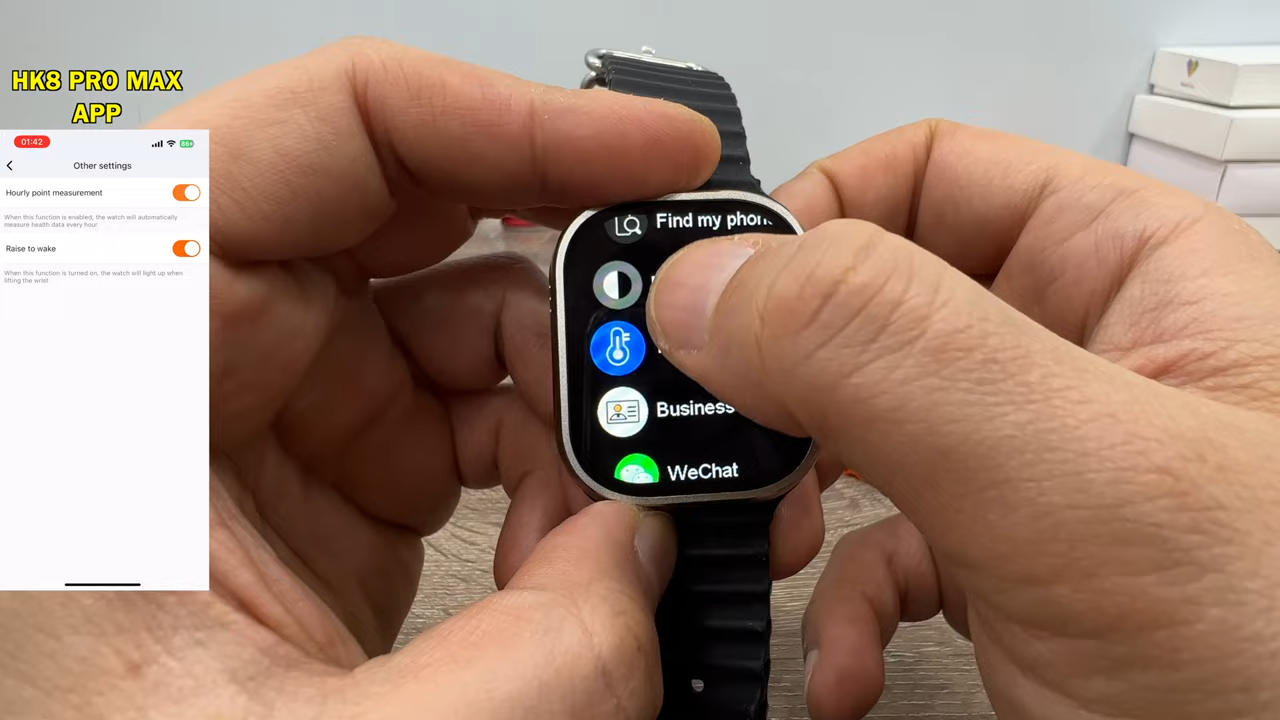 HK8 PRO MAX
APP
01:42
86+
Other settings
Hourly point measurement
When this function is enabled, the watch will automatically
measure health data every hour
Raise to wake
When this function is turned on, the watch will light up when
lifting the wrist
Find my phon
Business
WeChat